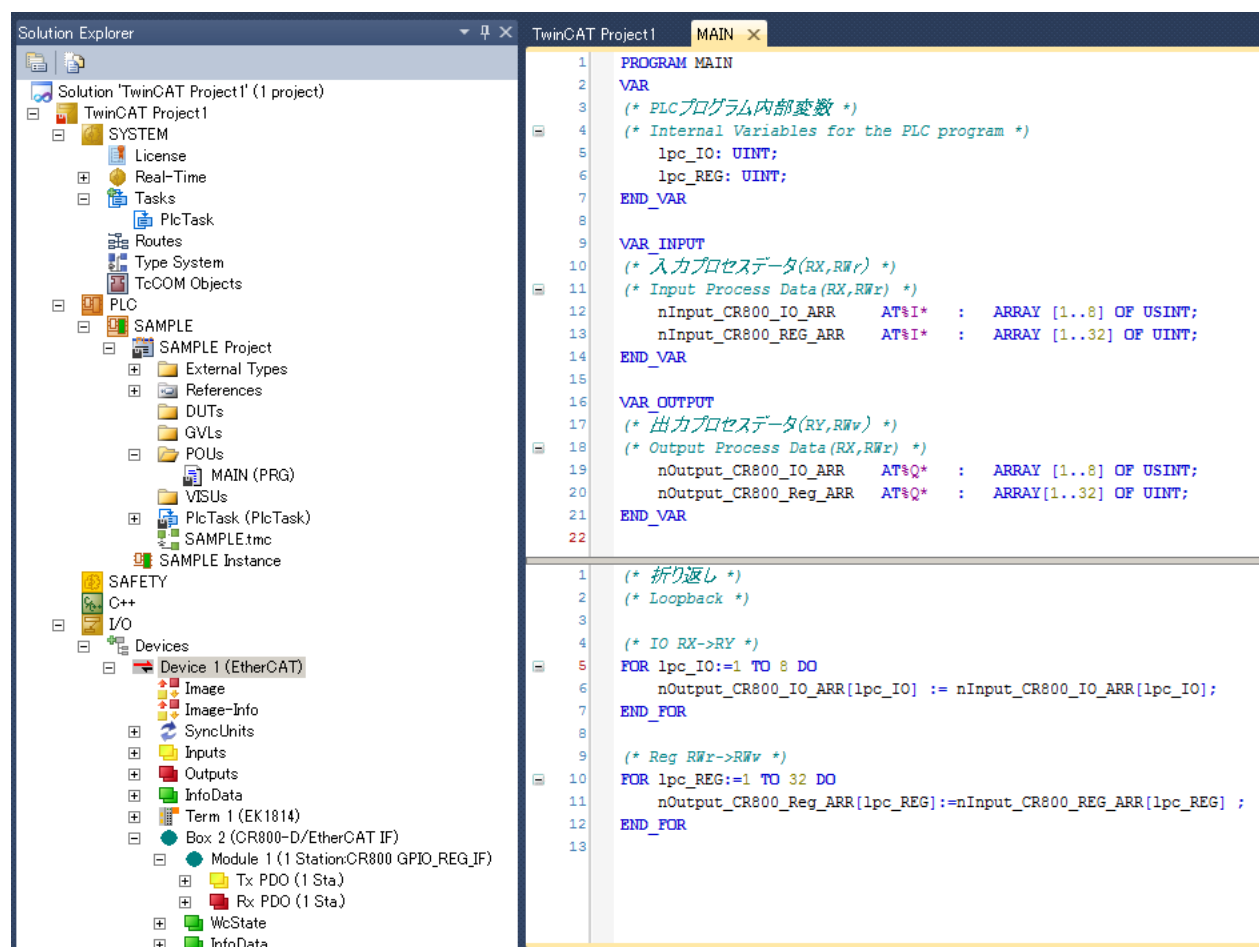 Solution Explorer
Solution 'TwinCAT Project1' (1 project)
TwinCAT Project1
SYSTEM
License
Real-Time
Tasks
PlcTask
Routes
Type System
TcCOM Objects
PLC
SAMPLE
SAMPLE Project
External Types
References
DUTs
GVLs
POUs
MAIN (PRG)
VISUs
PlcTask (PlcTask)
SAMPLE.tmc
SAMPLE Instance
SAFETY
C++
I/O
Devices
Device 1 (EtherCAT)
Image
Image-Info
SyncUnits
Inputs
Outputs
InfoData
Term 1 (EK1814)
Box 2 (CR800-D/EtherCAT IF)
Module 1 (1 Station:CR800 GPIO_REG_IF)
Tx PDO (1 Sta.)
Rx PDO (1 Sta.)
WcState
InfoData
TwinCAT Project1 MAIN
1 PROGRAM MAIN
2 VAR
3 (* PLCプログラム内部変数 *)
4 (* Internal Variables for the PLC program *)
5 lpc_IO: UINT;
6 lpc_REG: UINT;
7 END_VAR
8
9 VAR_INPUT
10 (* 入力プロセスデータ(RX,RWr) *)
11 (* Input Process Data(RX,RWr) *)
12 nInput_CR800_IO_ARR AT%I* : ARRAY [1..8] OF USINT;
13 nInput_CR800_REG_ARR AT%I* : ARRAY [1..32] OF UINT;
14 END_VAR
15
16 VAR_OUTPUT
17 (* 出力プロセスデータ(RY,RWw) *)
18 (* Output Process Data(RX,RWr) *)
19 nOutput_CR800_IO_ARR AT%Q* : ARRAY [1..8] OF USINT;
20 nOutput_CR800_Reg_ARR AT%Q* : ARRAY[1..32] OF UINT;
21 END_VAR
22
1 (* 折り返し *)
2 (* Loopback *)
3
4 (* IO RX->RY *)
5 FOR lpc_IO:=1 TO 8 DO
6 nOutput_CR800_IO_ARR[lpc_IO] := nInput_CR800_IO_ARR[lpc_IO];
7 END_FOR
8
9 (* Reg RWr->RWw *)
10 FOR lpc_REG:=1 TO 32 DO
11 nOutput_CR800_Reg_ARR[lpc_REG]:=nInput_CR800_REG_ARR[lpc_REG] ;
12 END_FOR
13